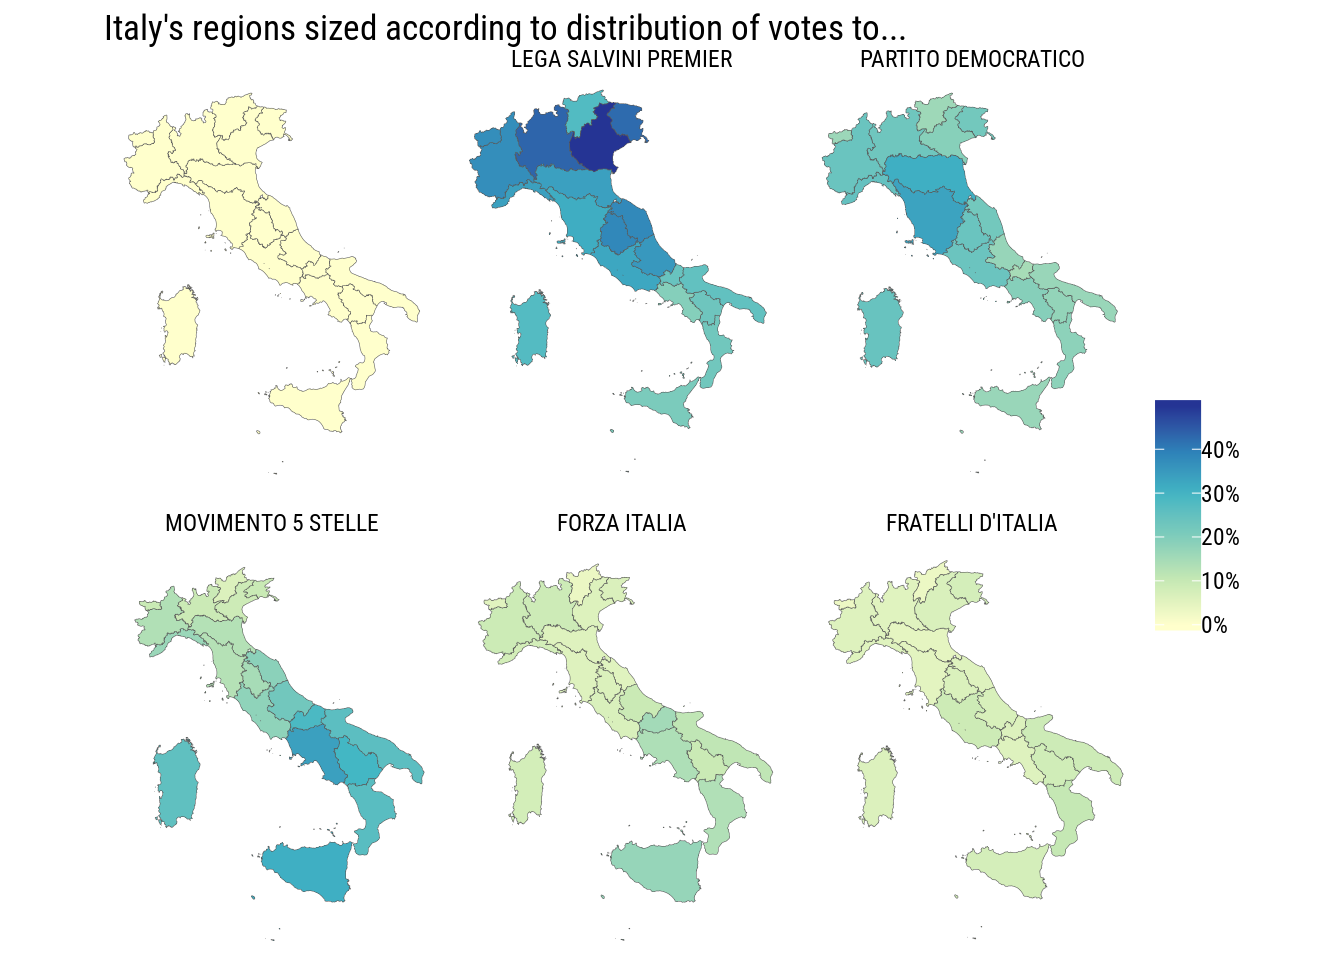 Italy's regions sized according to distribution of votes to...
LEGA SALVINI PREMIER
PARTITO DEMOCRATICO
40%
30%
20%
10%
0%
MOVIMENTO 5 STELLE
FORZA ITALIA
FRATELLI D'ITALIA